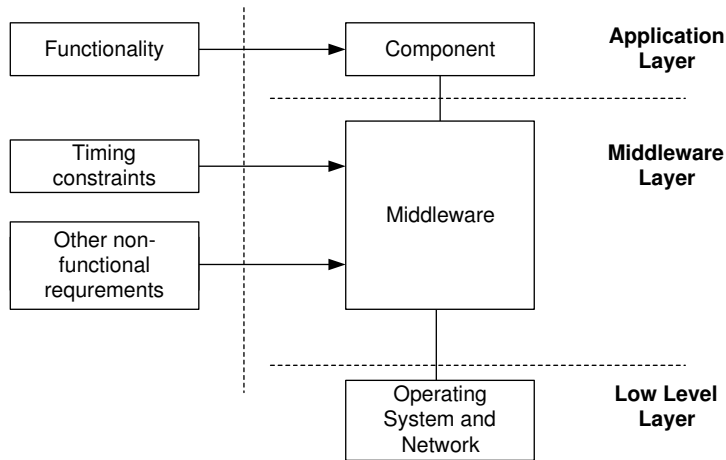 Functionality
Component
Application
Layer
Timing
constraints
Middleware
Middleware
Layer
Other non-
functional
requrements
Operating
System and
Network
Low Level
Layer